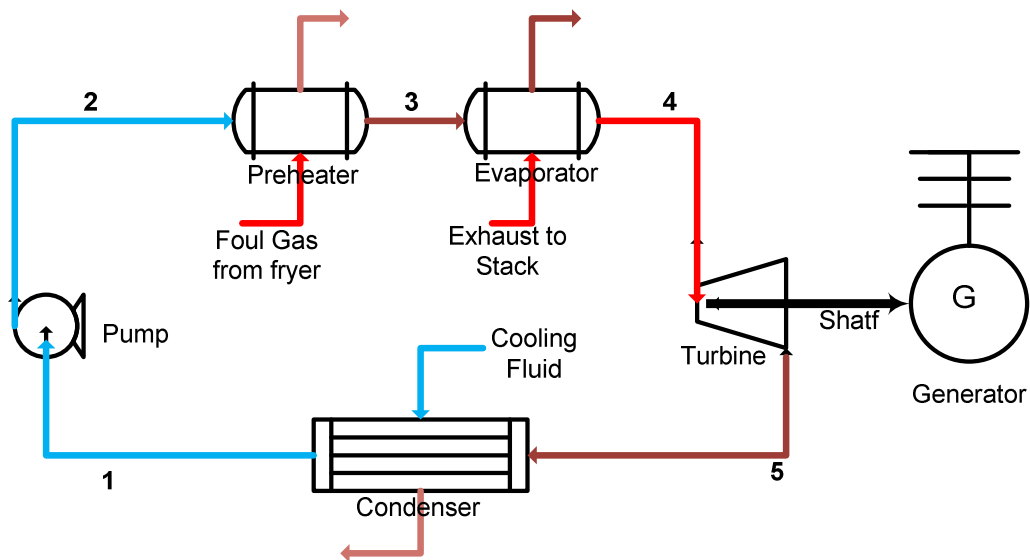 2
3
4
Preheater
Evaporator
Foul Gas
from fryer
Exhaust to
Stack
G
Shatf
Pump
Cooling
Fluid
Turbine
Generator
1
5
Condenser